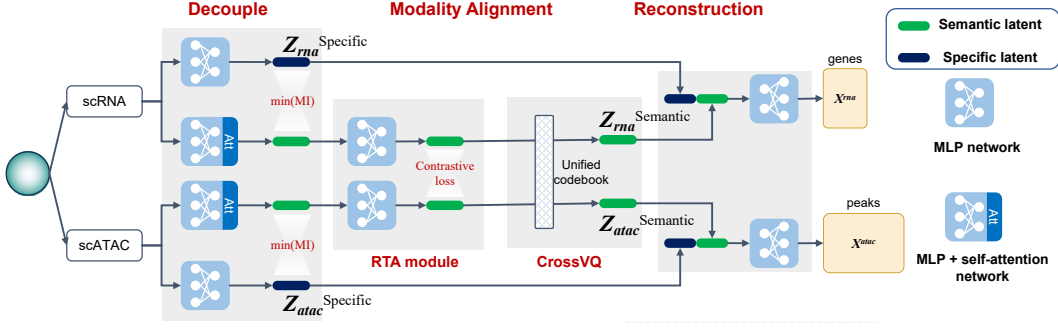 Decouple
Modality Alignment
Reconstruction
Semantic latent
Specific latent
MLP network
Att
MLP + self-attention
network
scRNA
scATAC
Z_rna Specific
min(MI)
Att
Att
min(MI)
Z_atac Specific
Contrastive
loss
RTA module
Unified
codebook
CrossVQ
Z_rna Semantic
Z_atac Semantic
genes
X^rna
peaks
X^atac